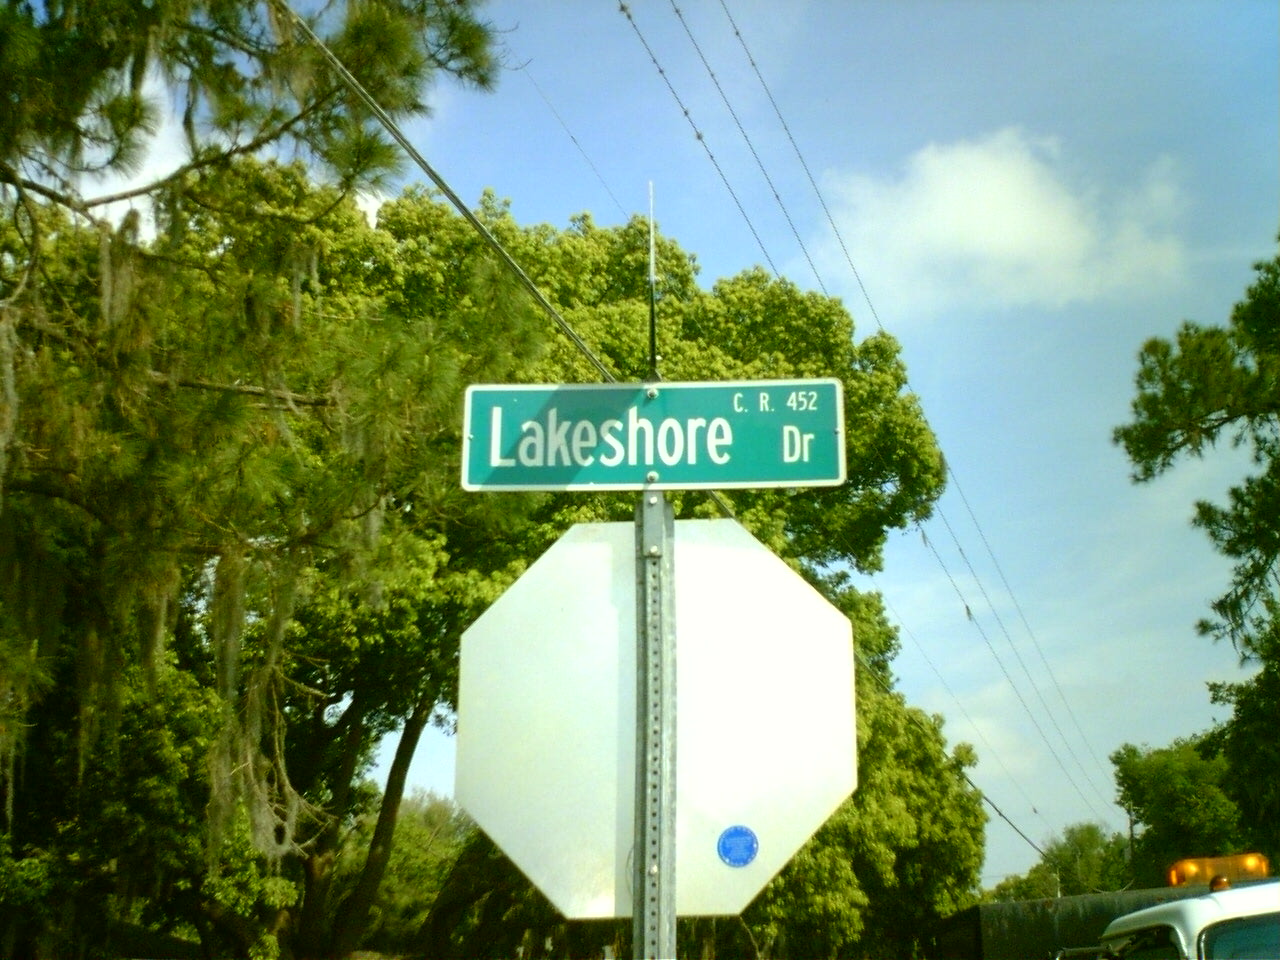 C. R. 452
Lakeshore Dr